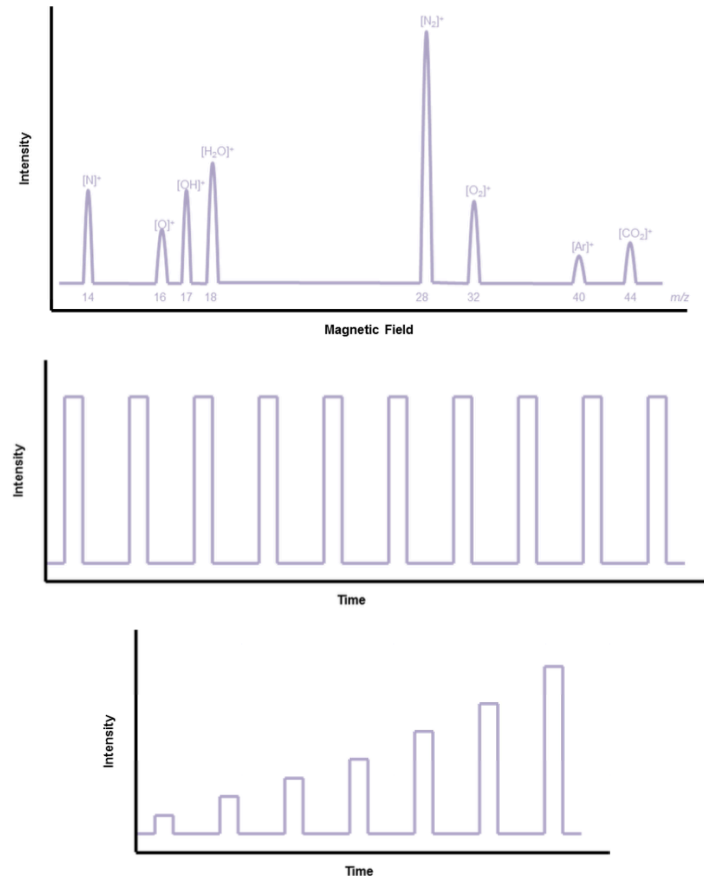 [N₂]⁺
[H₂O]⁺
[N]⁺ [OH]⁺ [O₂]⁺
[O]⁺ [CO₂]⁺
[Ar]⁺
Intensity
14 16 17 18 28 32 40 44 m/z
Magnetic Field
Intensity
Time
Intensity
Time